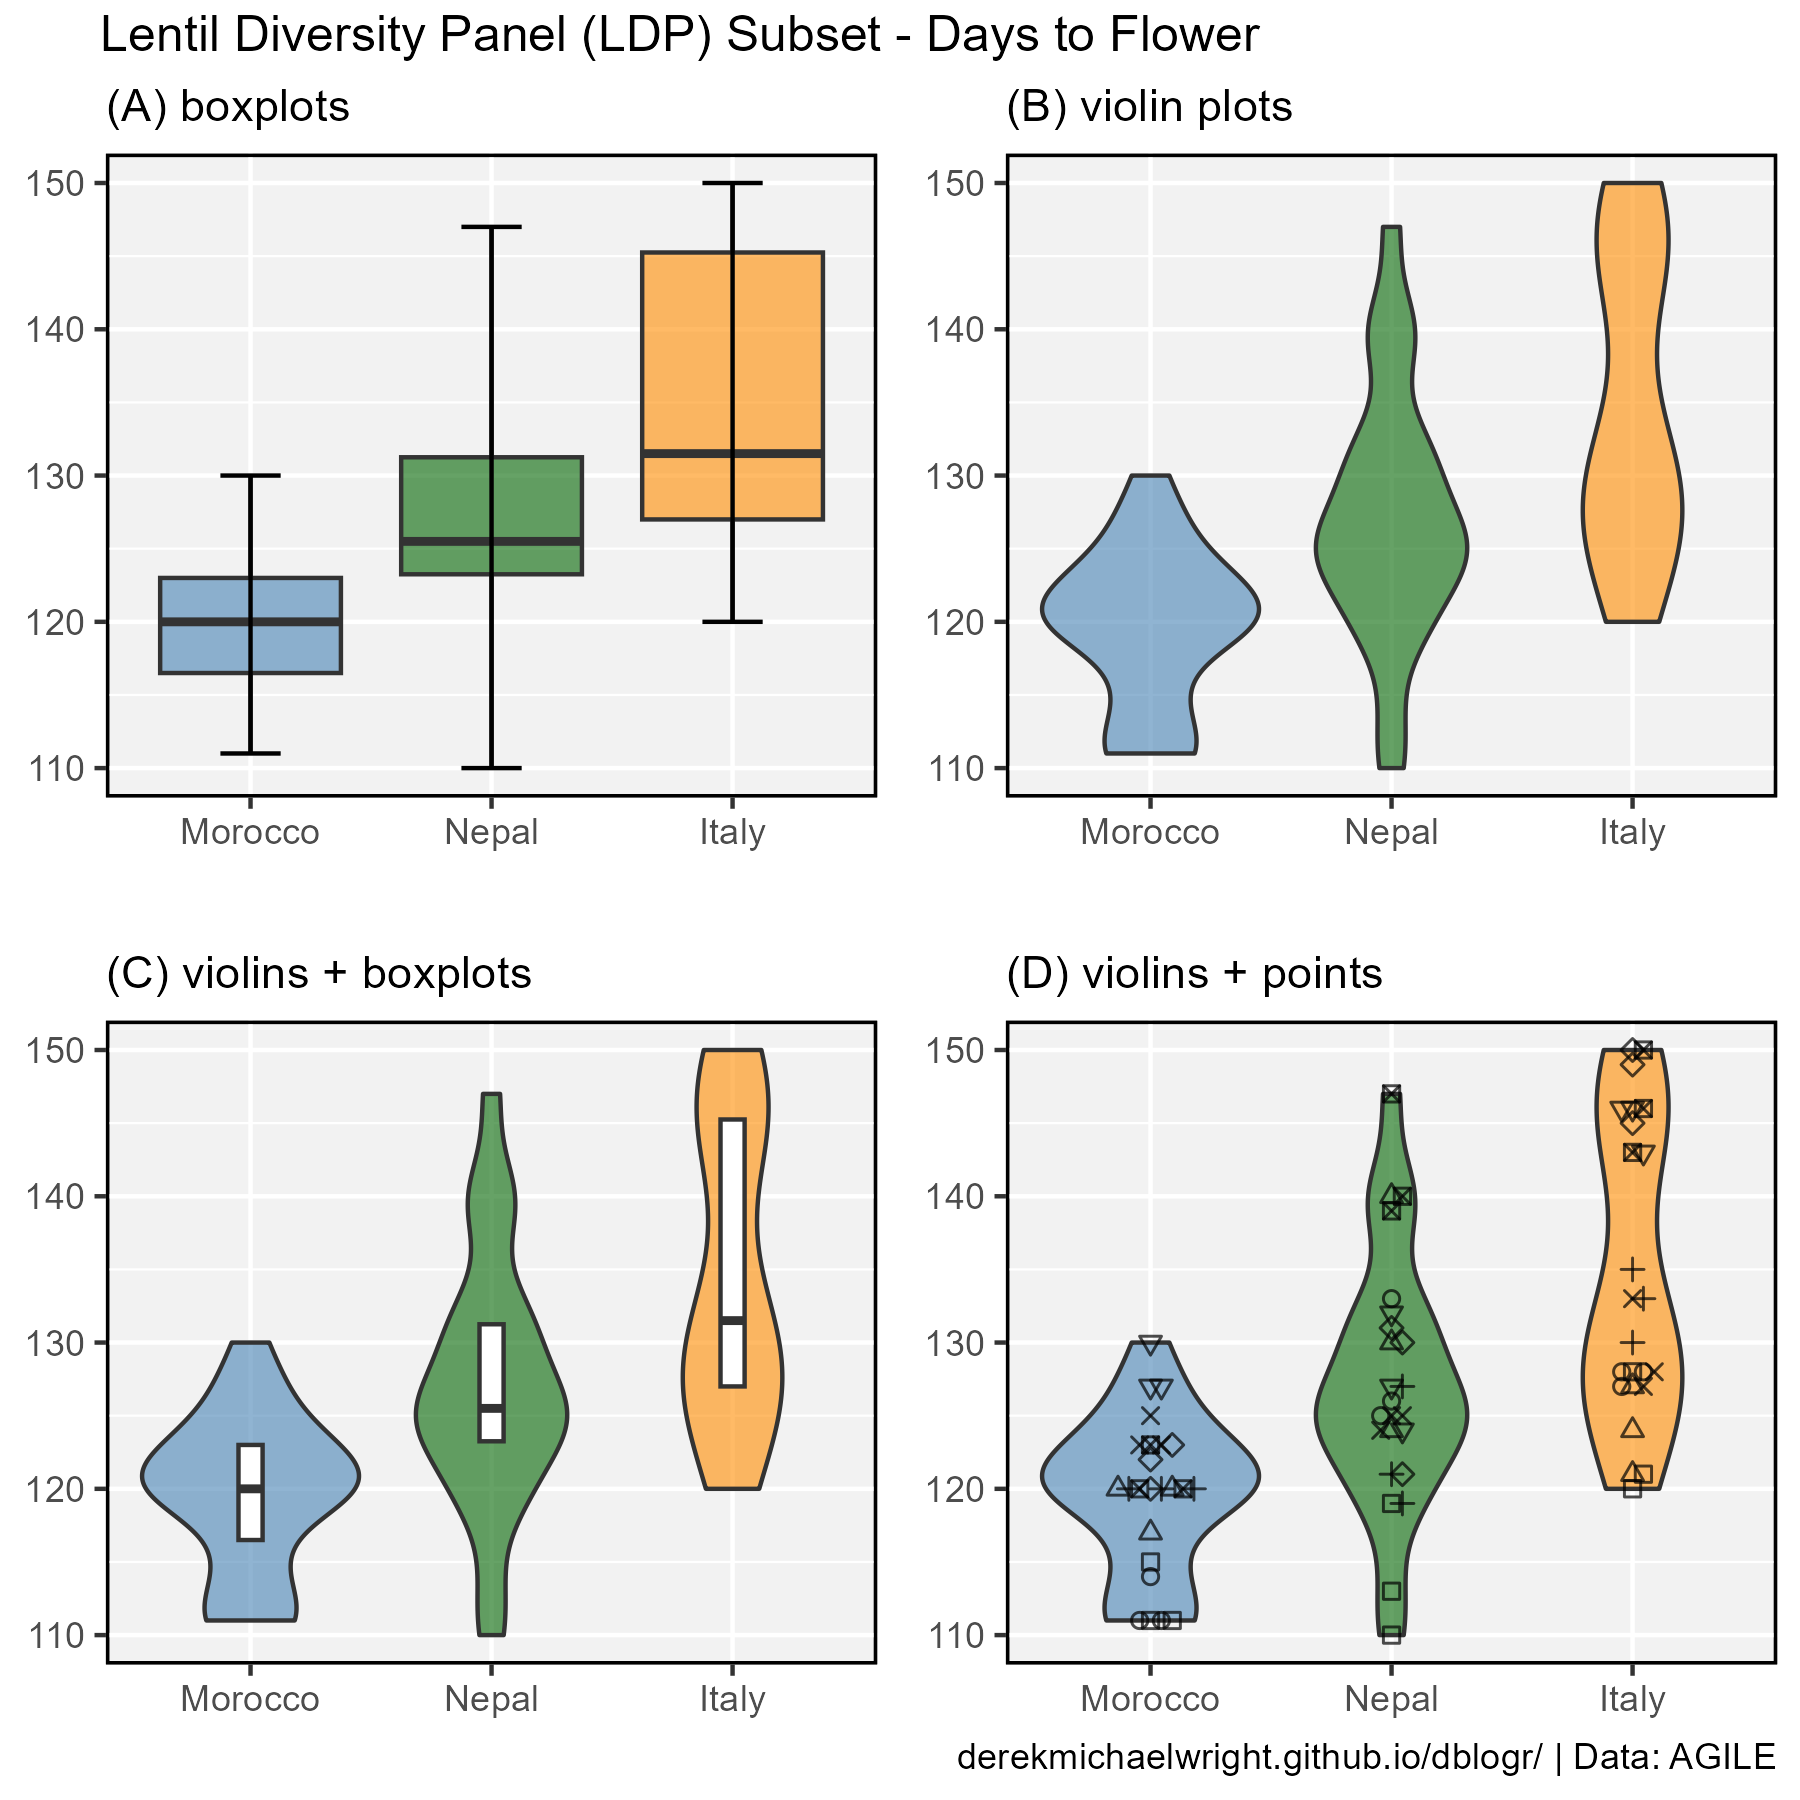 Lentil Diversity Panel (LDP) Subset - Days to Flower
(A) boxplots
150
140
130
120
110
Morocco Nepal Italy
(B) violin plots
150
140
130
120
110
Morocco Nepal Italy
(C) violins + boxplots
150
140
130
120
110
Morocco Nepal Italy
(D) violins + points
150
140
130
120
110
Morocco Nepal Italy
derekmichaelwright.github.io/dblogr/ | Data: AGILE